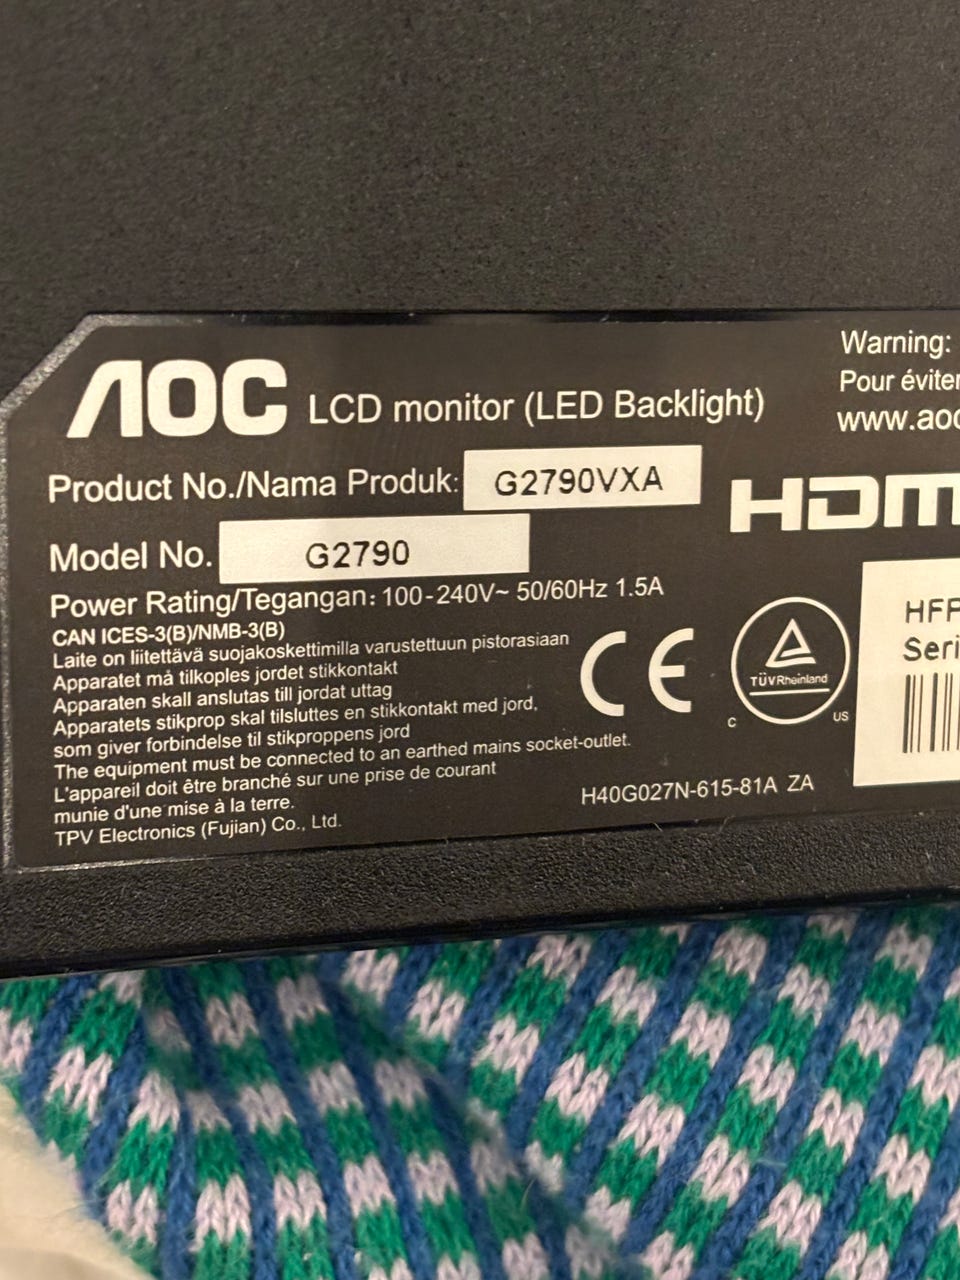 AOC LCD monitor (LED Backlight)
Product No./Nama Produk: G2790VXA
Model No. G2790
Power Rating/Tegangan: 100-240V~ 50/60Hz 1.5A
CAN ICES-3(B)/NMB-3(B)
Laite on liitettävä suojakoskettimilla varustettuun pistorasiaan
Apparatet må tilkoples jordet stikkontakt
Apparaten skall anslutas till jordat uttag
Apparatets stikprop skal tilsluttes en stikkontakt med jord,
som giver forbindelse til stikproppens jord
The equipment must be connected to an earthed mains socket-outlet.
L'appareil doit être branché sur une prise de courant
munie d'une mise à la terre.
TPV Electronics (Fujian) Co., Ltd.
CE
TÜVRheinland
C US
H40G027N-615-81A ZA
Warning:
Pour
www.aoc
HDM
HFF
Seri